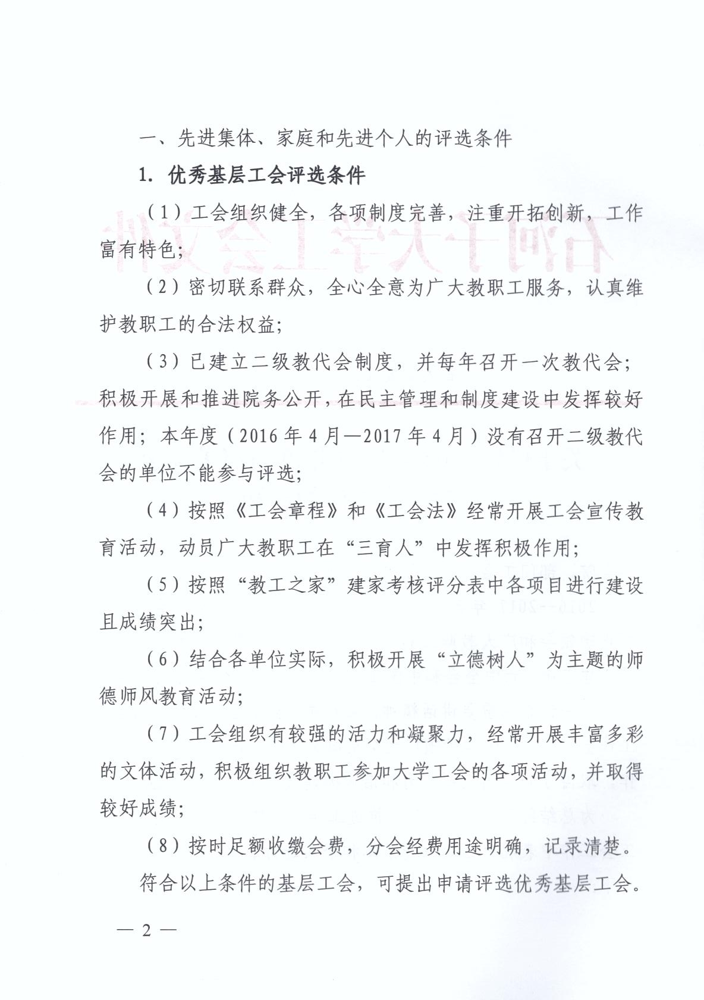 一、先进集体、家庭和先进个人的评选条件
1. 优秀基层工会评选条件
（1）工会组织健全，各项制度完善，注重开拓创新，工作
富有特色；
（2）密切联系群众，全心全意为广大教职工服务，认真维
护教职工的合法权益；
（3）已建立二级教代会制度，并每年召开一次教代会；
积极开展和推进院务公开，在民主管理和制度建设中发挥较好
作用；本年度（2016 年 4 月—2017 年 4 月）没有召开二级教代
会的单位不能参与评选；
（4）按照《工会章程》和《工会法》经常开展工会宣传教
育活动，动员广大教职工在“三育人”中发挥积极作用；
（5）按照“教工之家”建家考核评分表中各项目进行建设
且成绩突出；
（6）结合各单位实际，积极开展“立德树人”为主题的师
德师风教育活动；
（7）工会组织有较强的活力和凝聚力，经常开展丰富多彩
的文体活动，积极组织教职工参加大学工会的各项活动，并取得
较好成绩；
（8）按时足额收缴会费，分会经费用途明确，记录清楚。
符合以上条件的基层工会，可提出申请评选优秀基层工会。
— 2 —
石河子大学工会文件